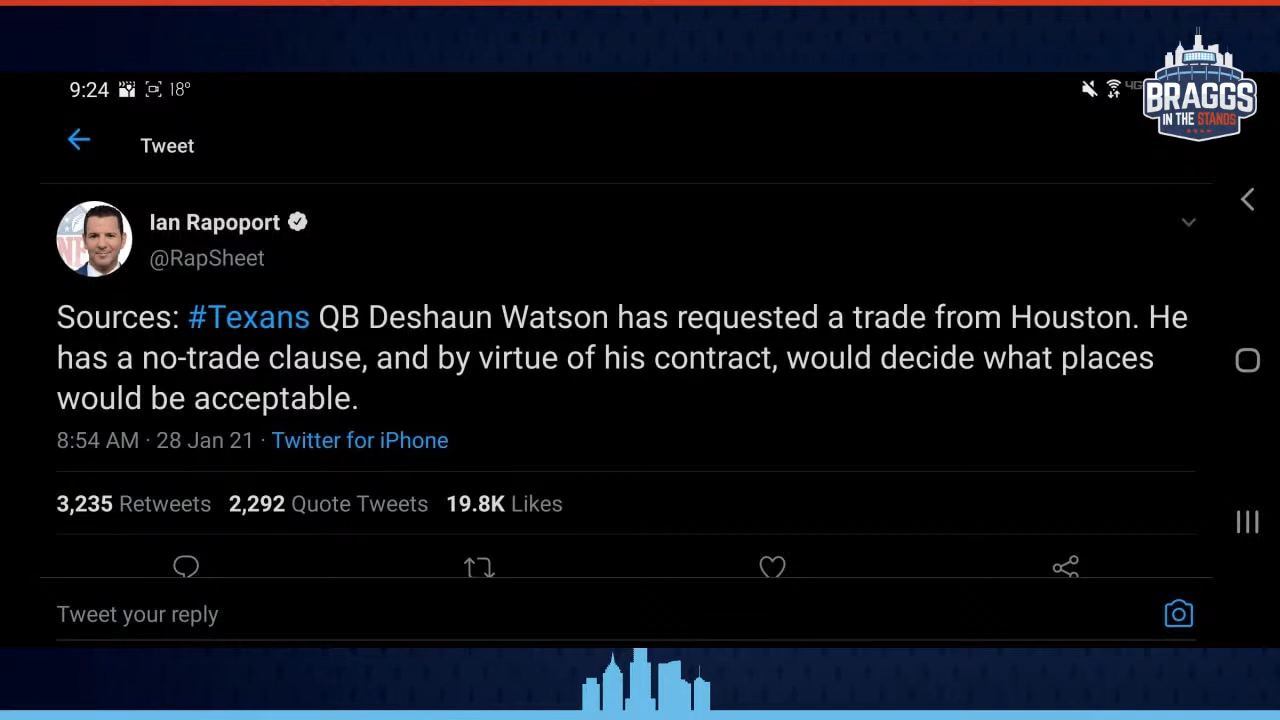 9:24 18°
4G
BRAGGS
IN THE STANDS
Tweet
Ian Rapoport
@RapSheet
Sources: #Texans QB Deshaun Watson has requested a trade from Houston. He
has a no-trade clause, and by virtue of his contract, would decide what places
would be acceptable.
8:54 AM · 28 Jan 21 · Twitter for iPhone
3,235 Retweets 2,292 Quote Tweets 19.8K Likes
Tweet your reply